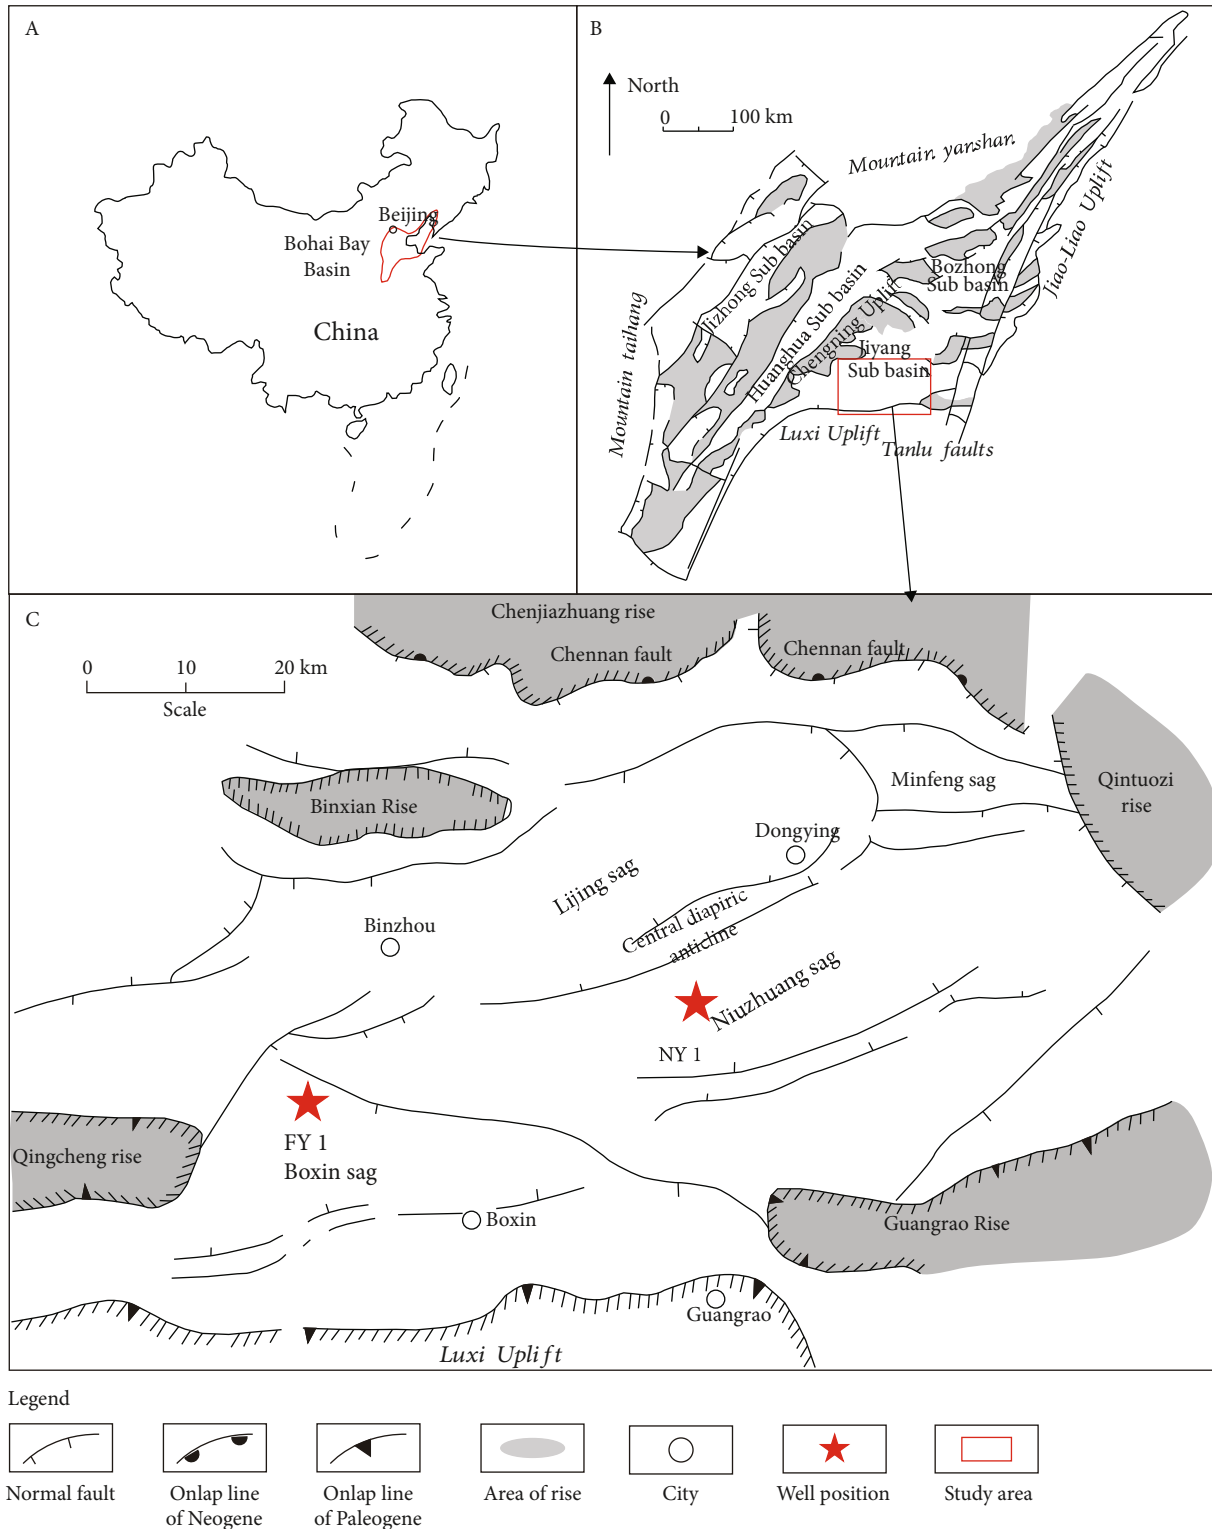 A
Beijing
Bohai Bay
Basin
China
B
North
0 100 km
Mountain yanshan
Jizhong Sub basin
Huanghua Sub basin
Chengning Uplift
Bozhong
Sub basin
Jiao-Liao Uplift
Mountain taihang
Jiyang
Sub basin
Luxi Uplift
Tanlu faults
C
Chenjiazhuang rise
Chennan fault
Chennan fault
0 10 20 km
Scale
Binxian Rise
Minfeng sag
Qintuozi
rise
Dongying
Lijing sag
Central diapiric
anticline
Binzhou
Niuzhuang sag
NY 1
FY 1
Boxin sag
Qingcheng rise
Boxin
Guangrao Rise
Guangrao
Luxi Uplift
Legend
Normal fault
Onlap line
of Neogene
Onlap line
of Paleogene
Area of rise
City
Well position
Study area